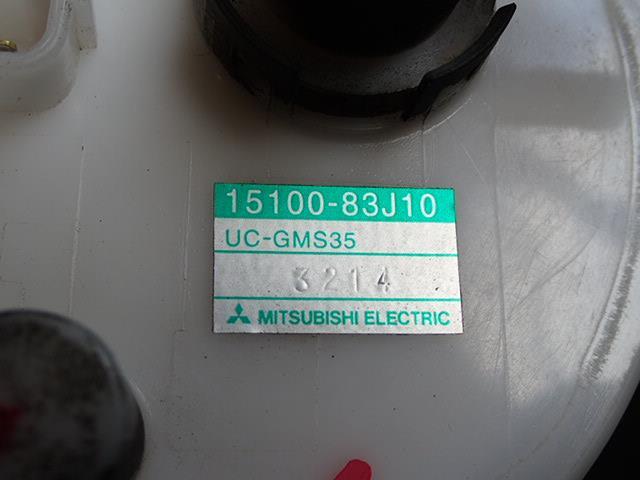 15100-83J10
UC-GMS35
3214
MITSUBISHI ELECTRIC